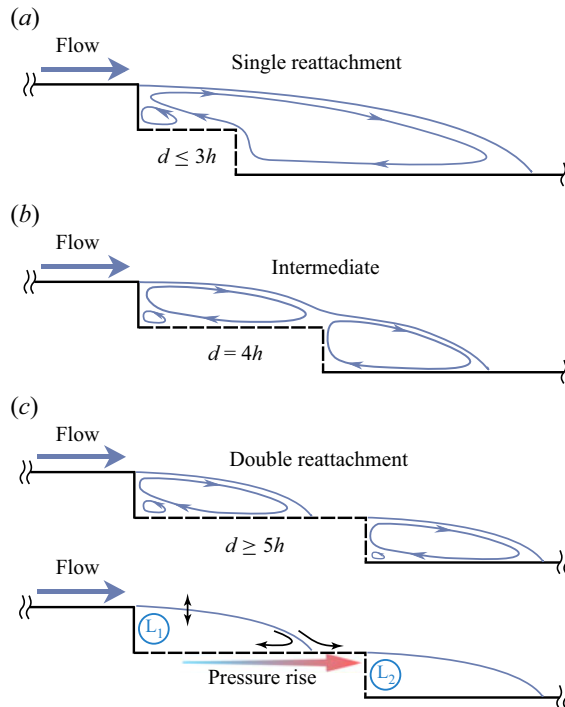 (a)
Flow
Single reattachment
d ≤ 3h
(b)
Flow
Intermediate
d = 4h
(c)
Flow
Double reattachment
d ≥ 5h
Flow
L₁
L₂
Pressure rise